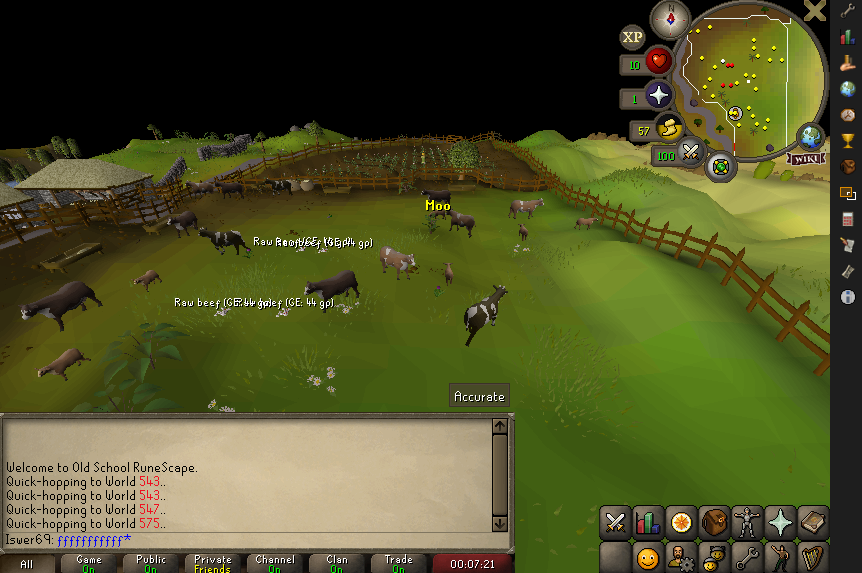 N
XP
10
1
57
100
WIKI
Moo
Raw beef (GE: 44 gp)
Raw beef (GE: 44 gp)
Accurate
Welcome to Old School RuneScape.
Quick-hopping to World 543..
Quick-hopping to World 543..
Quick-hopping to World 547..
Quick-hopping to World 575..
Iswer69: fffffffffff*
All
Game
On
Public
On
Private
Friends
Channel
On
Clan
On
Trade
On
00:07:21